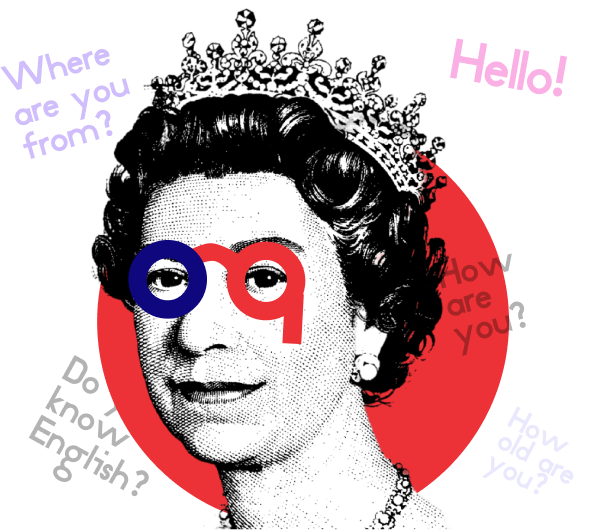 Where
are you
from?
Hello!
How
are
you?
Do
know
English?
How
old are
you?